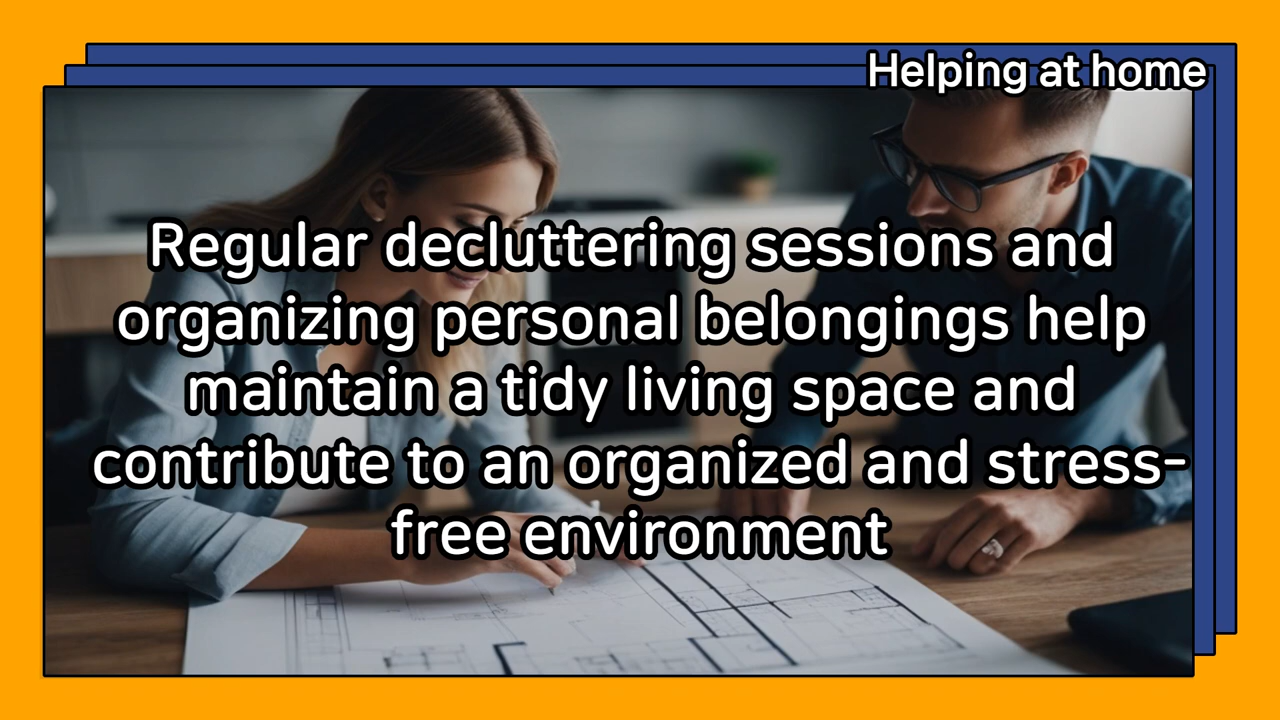 Helping at home
Regular decluttering sessions and
organizing personal belongings help
maintain a tidy living space and
contribute to an organized and stress-
free environment